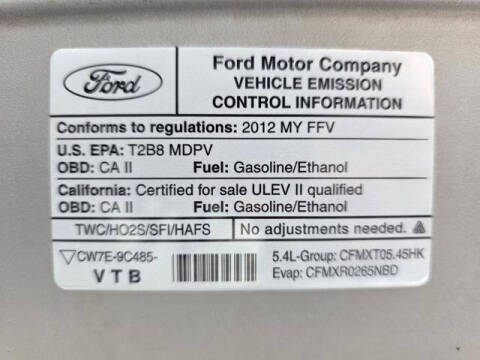 Ford
Ford Motor Company
VEHICLE EMISSION
CONTROL INFORMATION
Conforms to regulations: 2012 MY FFV
U.S. EPA: T2B8 MDPV
OBD: CA II Fuel: Gasoline/Ethanol
California: Certified for sale ULEV II qualified
OBD: CA II Fuel: Gasoline/Ethanol
TWC/HO2S/SFI/HAFS No adjustments needed.
CW7E-9C485-
VTB
5.4L-Group: CFMXT05.45HK
Evap: CFMXR0265NBD